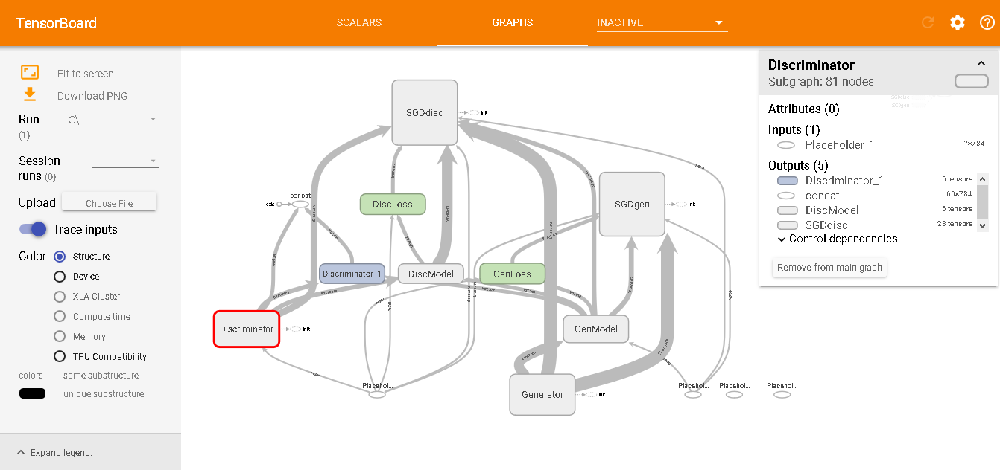 TensorBoard
SCALARS
GRAPHS
INACTIVE
Fit to screen
Download PNG
Run
(1)
C\.
Session
runs (0)
Upload
Choose File
Trace inputs
Color
Structure
Device
XLA Cluster
Compute time
Memory
TPU Compatibility
colors
same substructure
unique substructure
Expand legend.
SGDdisc
init
concat
axis
DiscLoss
SGDgen
init
Discriminator_1
DiscModel
GenLoss
Discriminator
init
GenModel
Placehol...
Generator
init
Placehol...
Placehol...
Placehol...
Discriminator
Subgraph: 81 nodes
Attributes (0)
Inputs (1)
Placeholder_1
?×784
Outputs (5)
Discriminator_1
6 tensors
concat
60×784
DiscModel
6 tensors
SGDdisc
23 tensors
Control dependencies
Remove from main graph